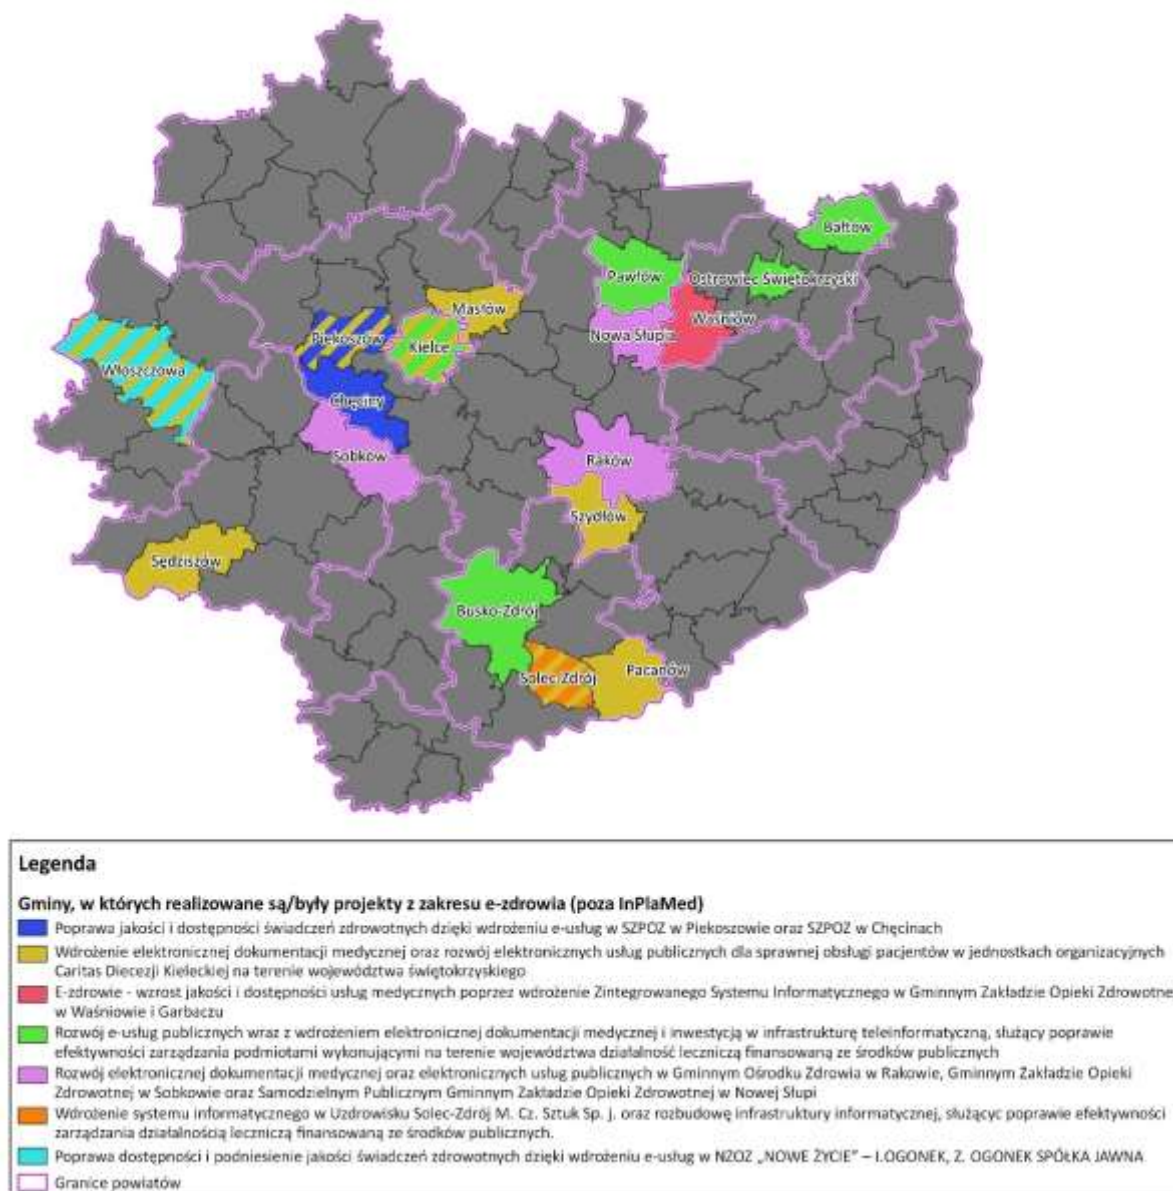 Bałtów
Pawłów
Ostrowiec Świętokrzyski
Masłów
Waśniów
Nowa Słupia
Piekoszów
Kielce
Włoszczowa
Chęciny
Sobków
Raków
Szydłów
Sędziszów
Busko-Zdrój
Pacanów
Solec-Zdrój
Legenda
Gminy, w których realizowane są/były projekty z zakresu e-zdrowia (poza InPlaMed)
Poprawa jakości i dostępności świadczeń zdrowotnych dzięki wdrożeniu e-usług w SZPOZ w Piekoszowie oraz SZPOZ w Chęcinach
Wdrożenie elektronicznej dokumentacji medycznej oraz rozwój elektronicznych usług publicznych dla sprawnej obsługi pacjentów w jednostkach organizacyjnych
Caritas Diecezji Kieleckiej na terenie województwa świętokrzyskiego
E-zdrowie - wzrost jakości i dostępności usług medycznych poprzez wdrożenie Zintegrowanego Systemu Informatycznego w Gminnym Zakładzie Opieki Zdrowotne
w Waśniowie i Garbaczu
Rozwój e-usług publicznych wraz z wdrożeniem elektronicznej dokumentacji medycznej i inwestycją w infrastrukturę teleinformatyczną, służący poprawie
efektywności zarządzania podmiotami wykonującymi na terenie województwa działalność leczniczą finansowaną ze środków publicznych
Rozwój elektronicznej dokumentacji medycznej oraz elektronicznych usług publicznych w Gminnym Ośrodku Zdrowia w Rakowie, Gminnym Zakładzie Opieki
Zdrowotnej w Sobkowie oraz Samodzielnym Publicznym Gminnym Zakładzie Opieki Zdrowotnej w Nowej Słupi
Wdrożenie systemu informatycznego w Uzdrowisku Solec-Zdrój M. Cz. Sztuk Sp. j. oraz rozbudowę infrastruktury informatycznej, służącyc poprawie efektywności
zarządzania działalnością leczniczą finansowaną ze środków publicznych.
Poprawa dostępności i podniesienie jakości świadczeń zdrowotnych dzięki wdrożeniu e-usług w NZOZ „NOWE ŻYCIE" – I.OGONEK, Z. OGONEK SPÓŁKA JAWNA
Granice powiatów